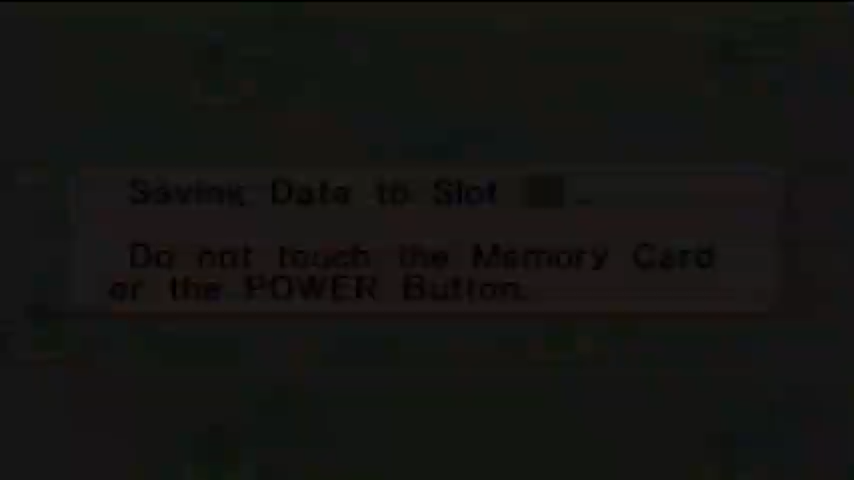 Saving Data to Slot
Do not touch the Memory Card
or the POWER Button.